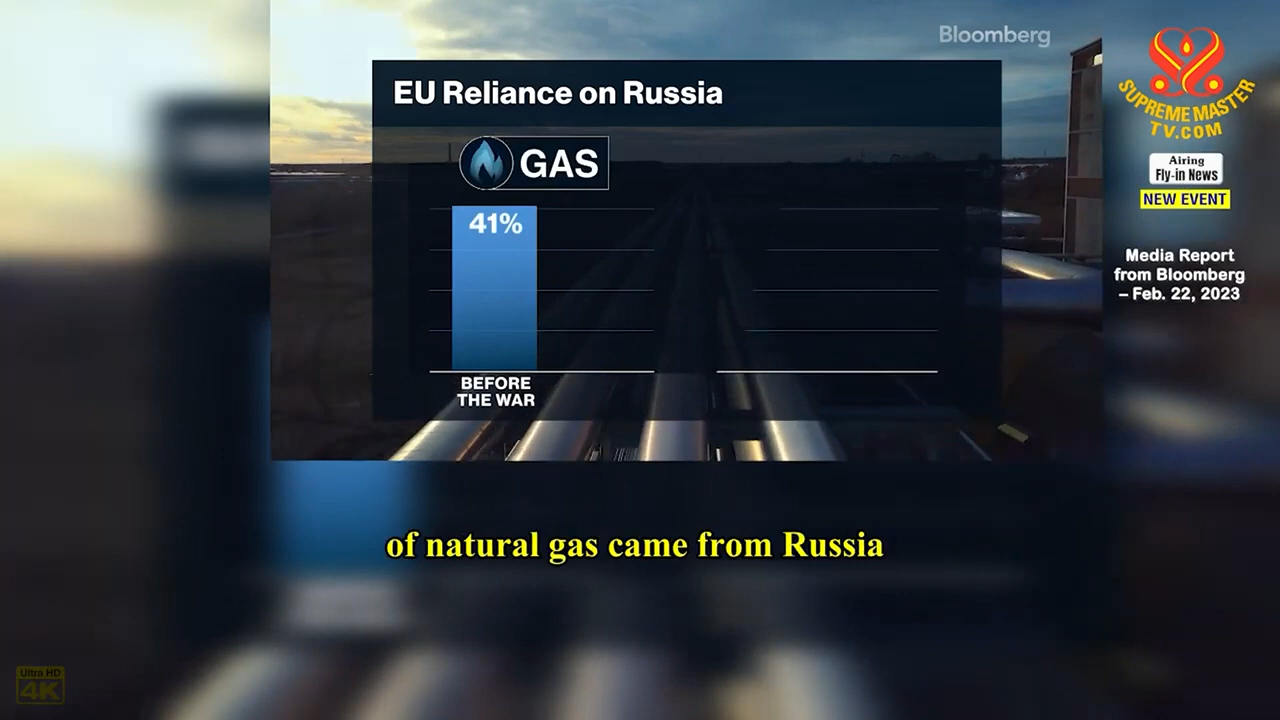 Bloomberg
EU Reliance on Russia
GAS
41%
BEFORE
THE WAR
of natural gas came from Russia
SUPREME MASTER
TV.COM
Airing
Fly-in News
NEW EVENT
Media Report
from Bloomberg
– Feb. 22, 2023
Ultra HD
4K